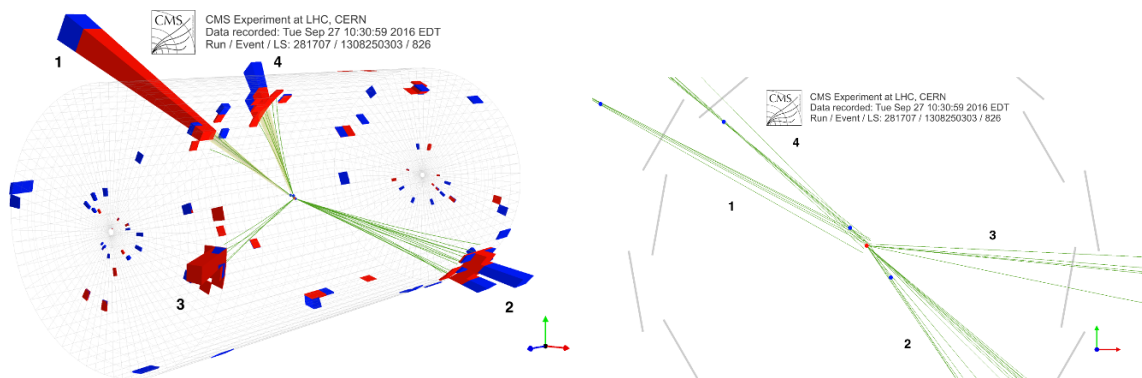 CMS
CMS Experiment at LHC, CERN
Data recorded: Tue Sep 27 10:30:59 2016 EDT
Run / Event / LS: 281707 / 1308250303 / 826
1
4
3
2
CMS
CMS Experiment at LHC, CERN
Data recorded: Tue Sep 27 10:30:59 2016 EDT
Run / Event / LS: 281707 / 1308250303 / 826
4
1
3
2